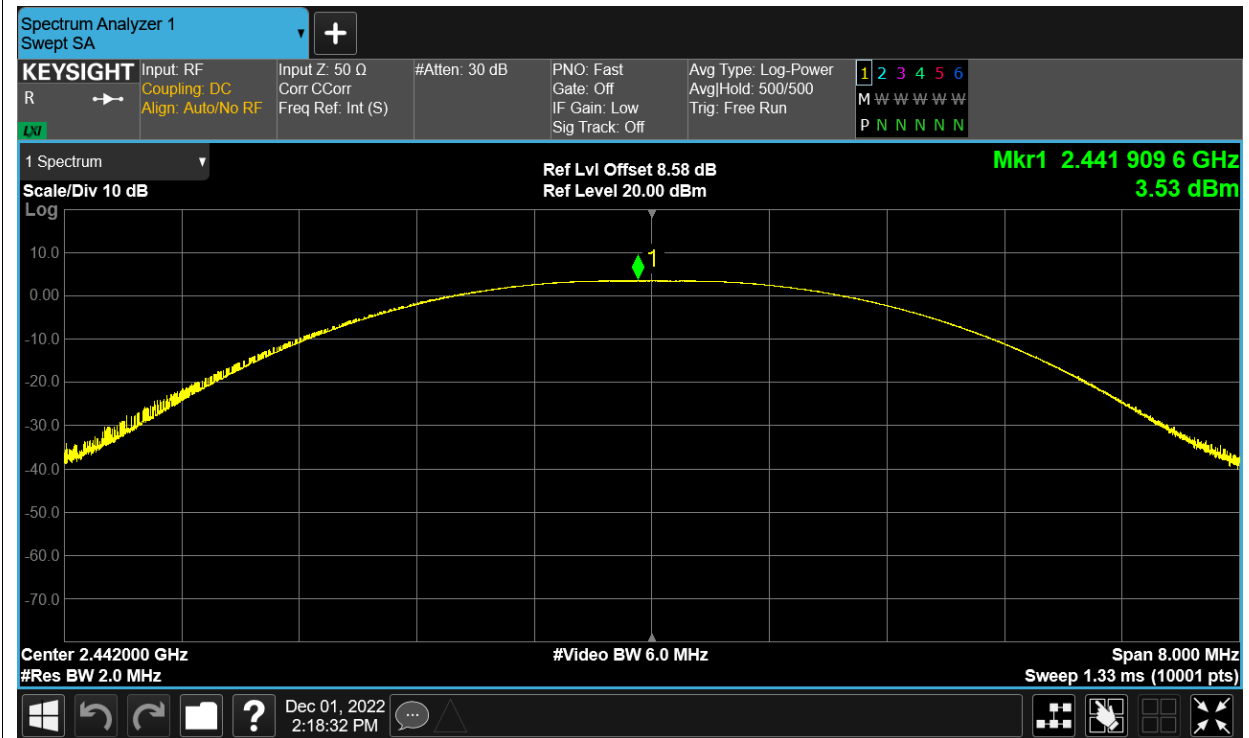 Spectrum Analyzer 1
Swept SA
KEYSIGHT
R
LXI
Input: RF
Coupling: DC
Align: Auto/No RF
Input Z: 50 Ω
Corr CCorr
Freq Ref: Int (S)
#Atten: 30 dB
PNO: Fast
Gate: Off
IF Gain: Low
Sig Track: Off
Avg Type: Log-Power
Avg|Hold: 500/500
Trig: Free Run
1 2 3 4 5 6
M W W W W W
P N N N N N
1 Spectrum
Scale/Div 10 dB
Log
Ref Lvl Offset 8.58 dB
Ref Level 20.00 dBm
Mkr1 2.441 909 6 GHz
3.53 dBm
10.0
0.00
-10.0
-20.0
-30.0
-40.0
-50.0
-60.0
-70.0
1
Center 2.442000 GHz
#Res BW 2.0 MHz
#Video BW 6.0 MHz
Span 8.000 MHz
Sweep 1.33 ms (10001 pts)
?
Dec 01, 2022
2:18:32 PM